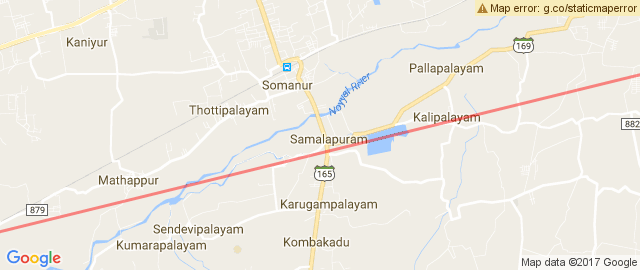 Map error: g.co/staticmaperror
Kaniyur
169
Pallapalayam
Somanur
Noyyal River
Thottipalayam
Kalipalayam
882
Samalapuram
165
Mathappur
879
Karugampalayam
Sendevipalayam
Kumarapalayam
Kombakadu
Google
Map data ©2017 Google